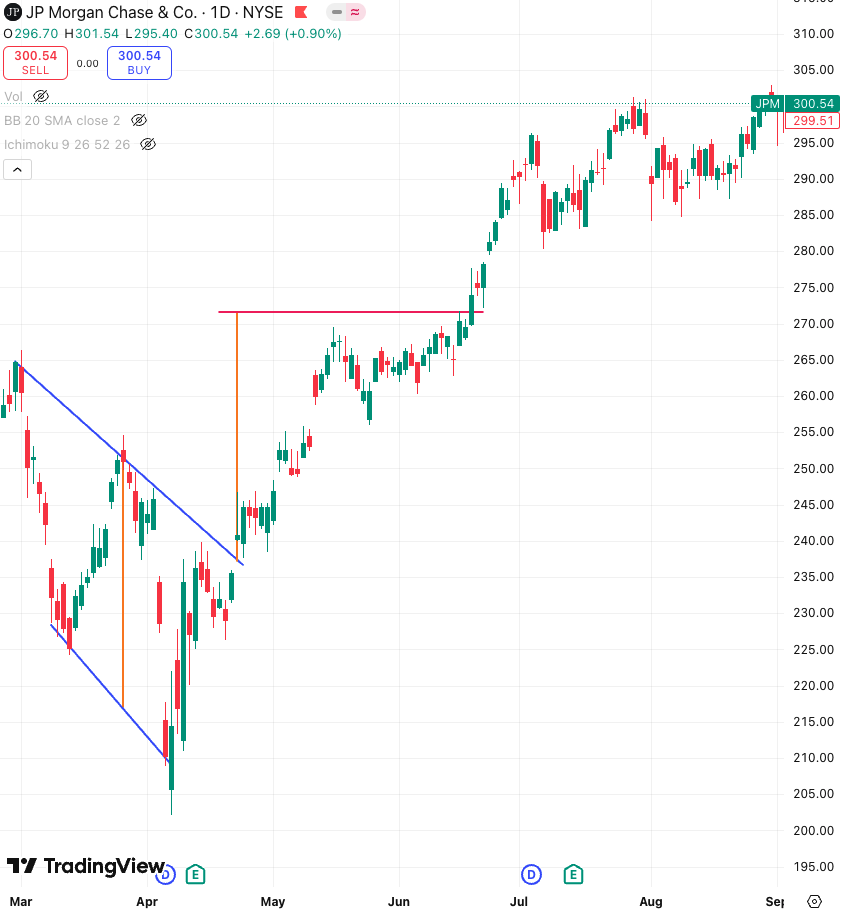 JP JP Morgan Chase & Co. · 1D · NYSE
O296.70 H301.54 L295.40 C300.54 +2.69 (+0.90%)
300.54 SELL 0.00 300.54 BUY
Vol
BB 20 SMA close 2
Ichimoku 9 26 52 26
310.00
305.00
JPM 300.54
299.51
295.00
290.00
285.00
280.00
275.00
270.00
265.00
260.00
255.00
250.00
245.00
240.00
235.00
230.00
225.00
220.00
215.00
210.00
205.00
200.00
195.00
TradingView
D E D E
Mar Apr May Jun Jul Aug Sep